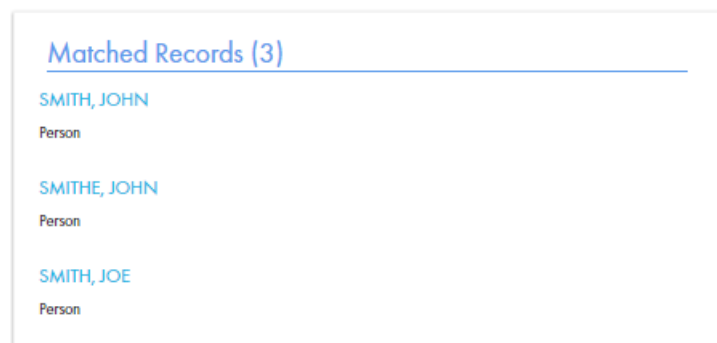 Matched Records (3)
SMITH, JOHN
Person
SMITHE, JOHN
Person
SMITH, JOE
Person